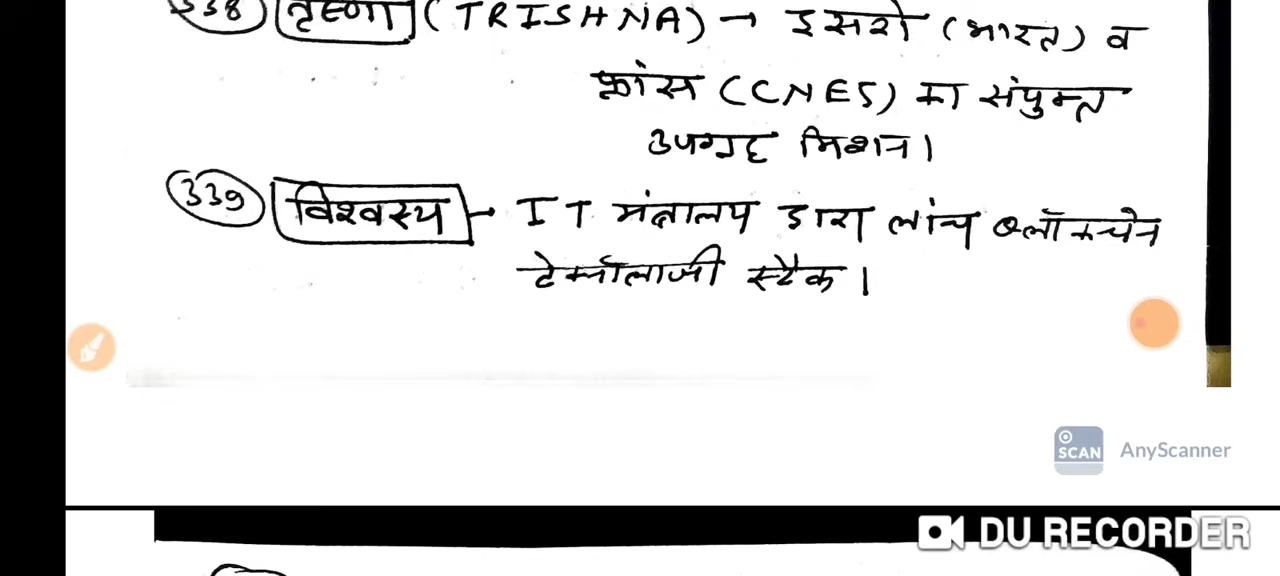 338 तृष्णा (TRISHNA) → इसरो (भारत) व
फ्रांस (CNES) का संयुक्त
उपग्रह मिशन।
339 विश्वस्य → IT मंत्रालय द्वारा लांच ब्लॉकचेन
टेक्नॉलाजी स्टैक।
SCAN AnyScanner
DU RECORDER